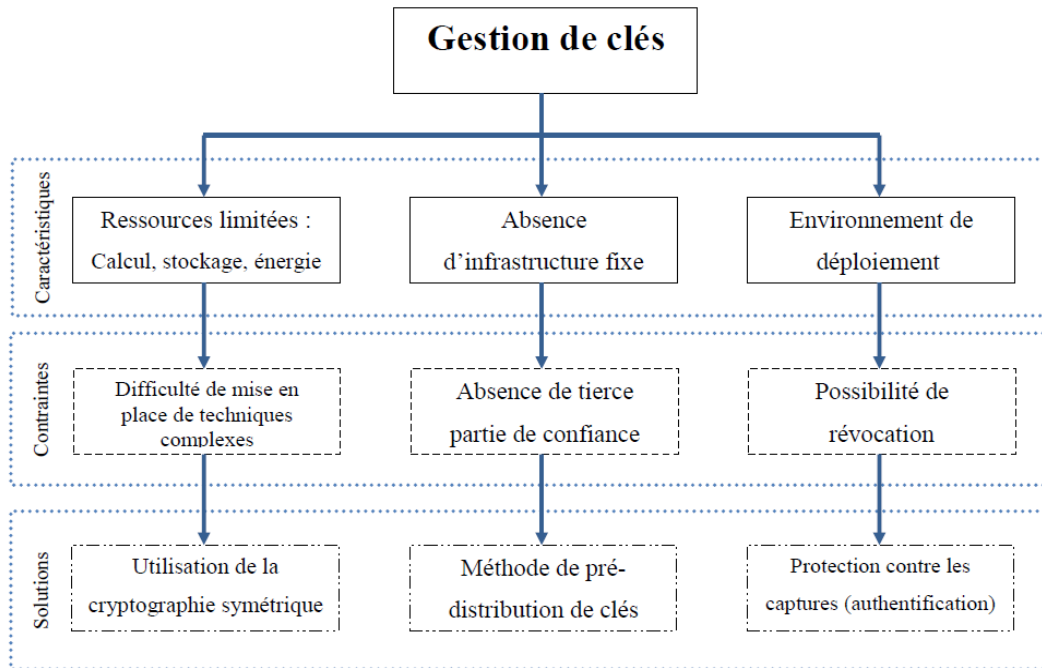 Gestion de clés
Caractéristiques
Ressources limitées :
Calcul, stockage, énergie
Absence
d’infrastructure fixe
Environnement de
déploiement
Contraintes
Difficulté de mise en
place de techniques
complexes
Absence de tierce
partie de confiance
Possibilité de
révocation
Solutions
Utilisation de la
cryptographie symétrique
Méthode de pré-
distribution de clés
Protection contre les
captures (authentification)